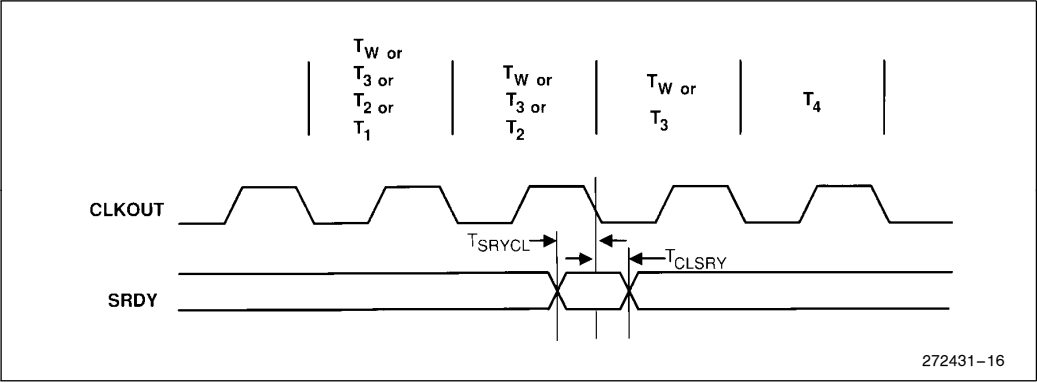 TW or
T3 or
T2 or
T1
TW or
T3 or
T2
TW or
T3
T4
CLKOUT
TSRYCL
TCLSRY
SRDY
272431-16